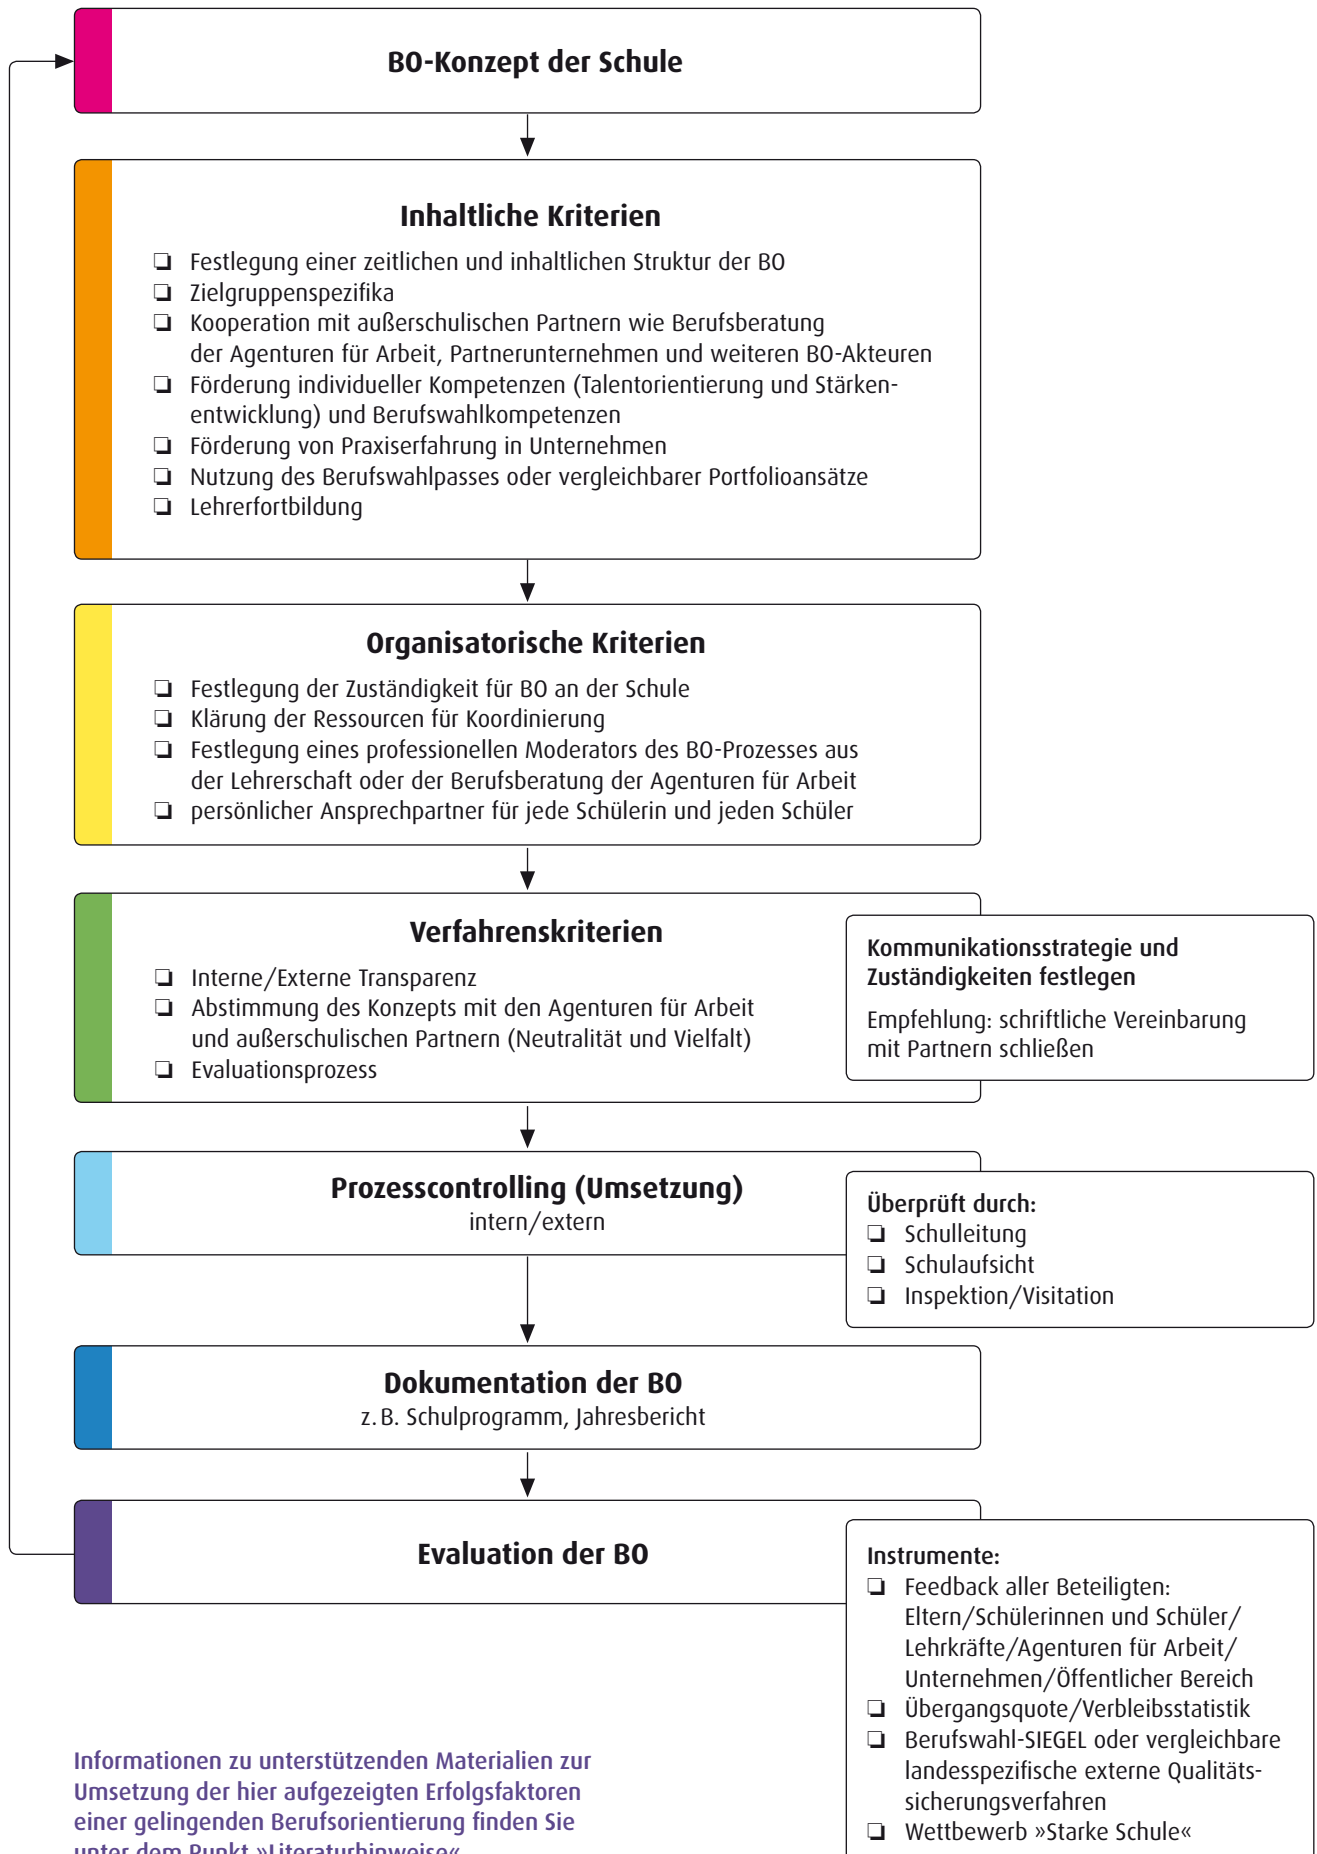 BO-Konzept der Schule
Inhaltliche Kriterien
❏ Festlegung einer zeitlichen und inhaltlichen Struktur der BO
❏ Zielgruppenspezifika
❏ Kooperation mit außerschulischen Partnern wie Berufsberatung
der Agenturen für Arbeit, Partnerunternehmen und weiteren BO-Akteuren
❏ Förderung individueller Kompetenzen (Talentorientierung und Stärken-
entwicklung) und Berufswahlkompetenzen
❏ Förderung von Praxiserfahrung in Unternehmen
❏ Nutzung des Berufswahlpasses oder vergleichbarer Portfolioansätze
❏ Lehrerfortbildung
Organisatorische Kriterien
❏ Festlegung der Zuständigkeit für BO an der Schule
❏ Klärung der Ressourcen für Koordinierung
❏ Festlegung eines professionellen Moderators des BO-Prozesses aus
der Lehrerschaft oder der Berufsberatung der Agenturen für Arbeit
❏ persönlicher Ansprechpartner für jede Schülerin und jeden Schüler
Verfahrenskriterien
❏ Interne/Externe Transparenz
❏ Abstimmung des Konzepts mit den Agenturen für Arbeit
und außerschulischen Partnern (Neutralität und Vielfalt)
❏ Evaluationsprozess
Kommunikationsstrategie und
Zuständigkeiten festlegen
Empfehlung: schriftliche Vereinbarung
mit Partnern schließen
Prozesscontrolling (Umsetzung)
intern/extern
Überprüft durch:
❏ Schulleitung
❏ Schulaufsicht
❏ Inspektion/Visitation
Dokumentation der BO
z. B. Schulprogramm, Jahresbericht
Evaluation der BO
Instrumente:
❏ Feedback aller Beteiligten:
Eltern/Schülerinnen und Schüler/
Lehrkräfte/Agenturen für Arbeit/
Unternehmen/Öffentlicher Bereich
❏ Übergangsquote/Verbleibsstatistik
❏ Berufswahl-SIEGEL oder vergleichbare
landesspezifische externe Qualitäts-
sicherungsverfahren
❏ Wettbewerb »Starke Schule«
Informationen zu unterstützenden Materialien zur
Umsetzung der hier aufgezeigten Erfolgsfaktoren
einer gelingenden Berufsorientierung finden Sie
unter dem Punkt »Literaturhinweise«